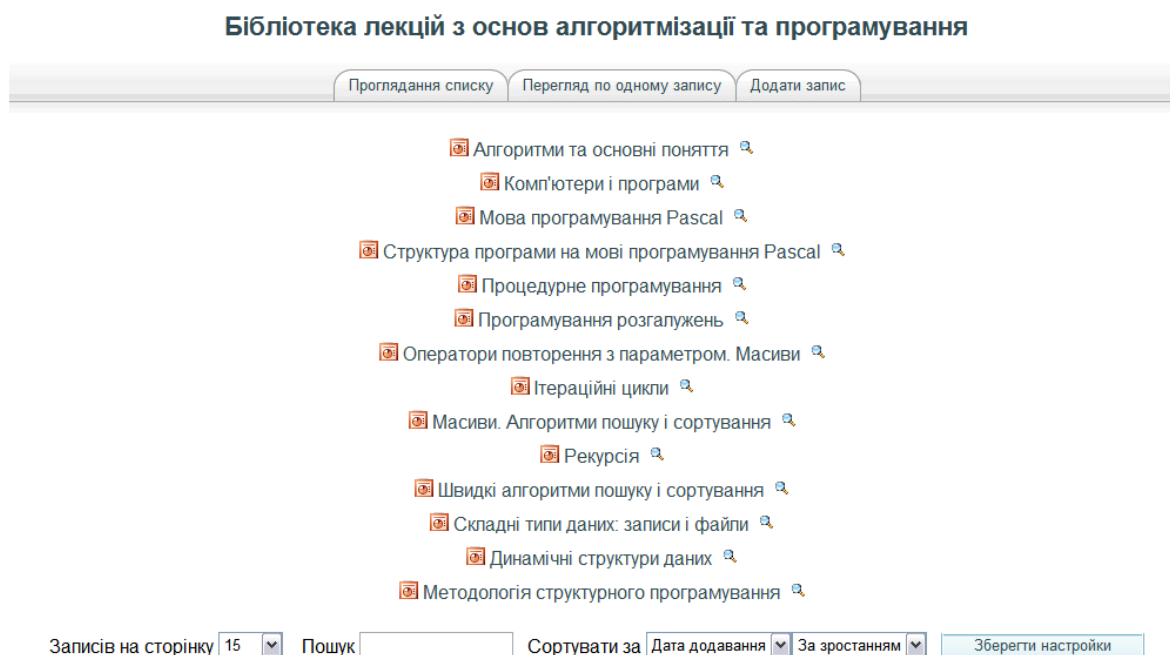 Бібліотека лекцій з основ алгоритмізації та програмування
Проглядання списку Перегляд по одному запису Додати запис
Алгоритми та основні поняття
Комп'ютери і програми
Мова програмування Pascal
Структура програми на мові програмування Pascal
Процедурне програмування
Програмування розгалужень
Оператори повторення з параметром. Масиви
Ітераційні цикли
Масиви. Алгоритми пошуку і сортування
Рекурсія
Швидкі алгоритми пошуку і сортування
Складні типи даних: записи і файли
Динамічні структури даних
Методологія структурного програмування
Записів на сторінку 15 Пошук Сортувати за Дата додавання За зростанням Зберегти настройки